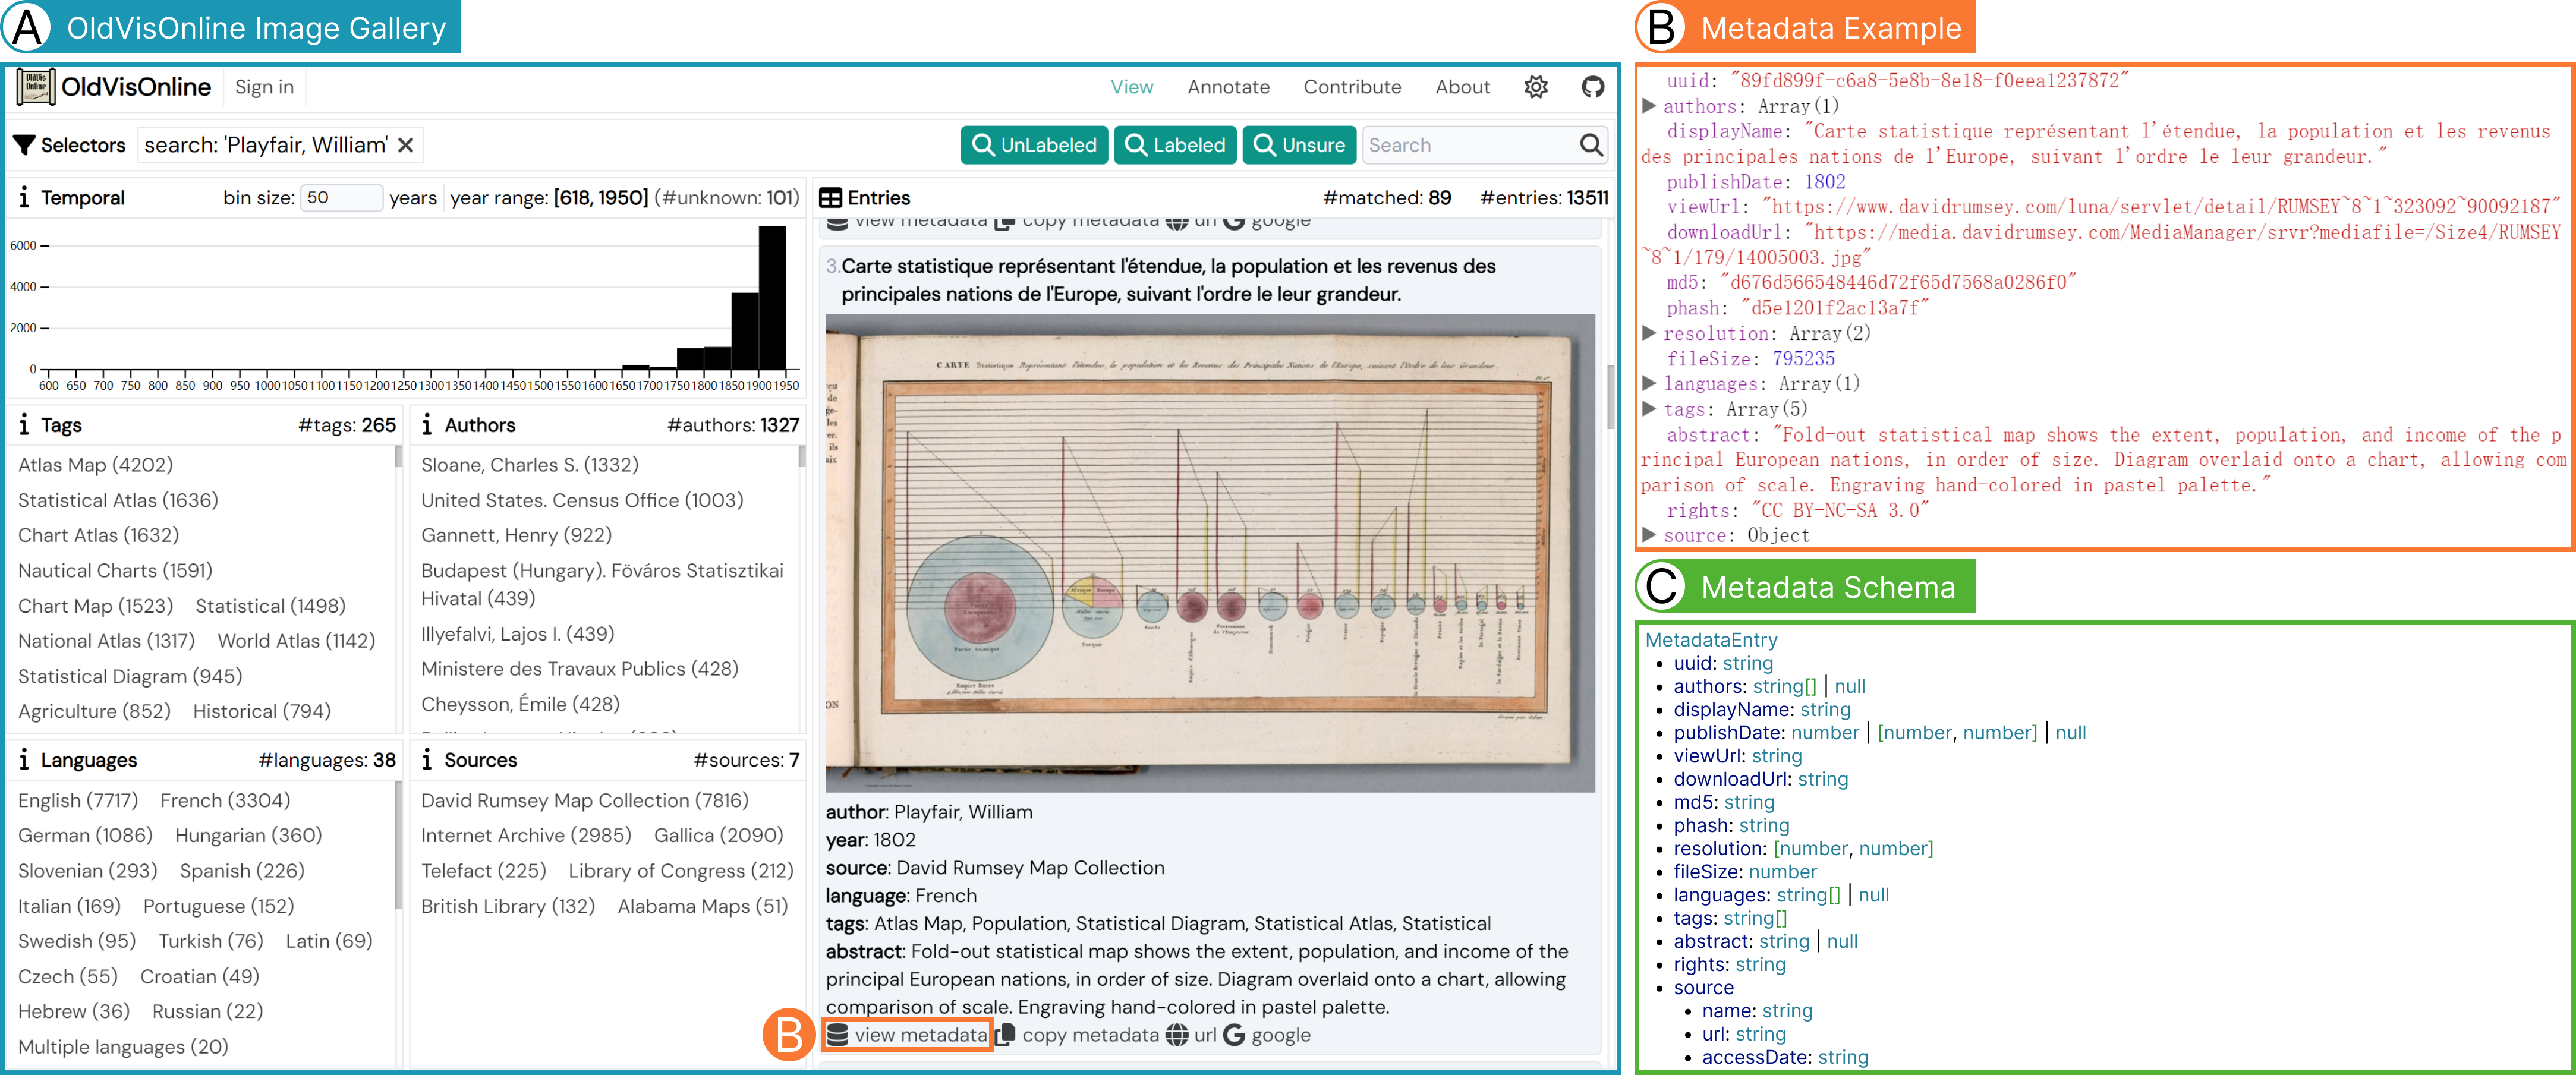 A OldVisOnline Image Gallery
OldVisOnline Sign in View Annotate Contribute About
Selectors search: 'Playfair, William' UnLabeled Labeled Unsure Search
Temporal bin size: 50 years year range: [618, 1950] (#unknown: 101)
6000
4000
2000
0
600 650 700 750 800 850 900 950 1000 1050 1100 1150 1200 1250 1300 1350 1400 1450 1500 1550 1600 1650 1700 1750 1800 1850 1900 1950
Tags #tags: 265
Atlas Map (4202)
Statistical Atlas (1636)
Chart Atlas (1632)
Nautical Charts (1591)
Chart Map (1523) Statistical (1498)
National Atlas (1317) World Atlas (1142)
Statistical Diagram (945)
Agriculture (852) Historical (794)
Authors #authors: 1327
Sloane, Charles S. (1332)
United States. Census Office (1003)
Gannett, Henry (922)
Budapest (Hungary). Föváros Statisztikai
Hivatal (439)
Illyefalvi, Lajos I. (439)
Ministere des Travaux Publics (428)
Cheysson, Émile (428)
Languages #languages: 38
English (7717) French (3304)
German (1086) Hungarian (360)
Slovenian (293) Spanish (226)
Italian (169) Portuguese (152)
Swedish (95) Turkish (76) Latin (69)
Czech (55) Croatian (49)
Hebrew (36) Russian (22)
Multiple languages (20)
Sources #sources: 7
David Rumsey Map Collection (7816)
Internet Archive (2985) Gallica (2090)
Telefact (225) Library of Congress (212)
British Library (132) Alabama Maps (51)
Entries #matched: 89 #entries: 13511
view metadata copy metadata url google
3. Carte statistique représentant l'étendue, la population et les revenus des
principales nations de l'Europe, suivant l'ordre le leur grandeur.
CARTE Statistique Représentant l'étendue, la population et les Revenus des Principales Nations de l'Europe, suivant l'Ordre de leur Grandeur.
author: Playfair, William
year: 1802
source: David Rumsey Map Collection
language: French
tags: Atlas Map, Population, Statistical Diagram, Statistical Atlas, Statistical
abstract: Fold-out statistical map shows the extent, population, and income of the
principal European nations, in order of size. Diagram overlaid onto a chart, allowing
comparison of scale. Engraving hand-colored in pastel palette.
B view metadata copy metadata url google
B Metadata Example
uuid: "89fd899f-c6a8-5e8b-8e18-f0eea1237872"
authors: Array(1)
displayName: "Carte statistique représentant l'étendue, la population et les revenus
des principales nations de l'Europe, suivant l'ordre le leur grandeur."
publishDate: 1802
viewUrl: "https://www.davidrumsey.com/luna/servlet/detail/RUMSEY~8~1~323092~90092187"
downloadUrl: "https://media.davidrumsey.com/MediaManager/srvr?mediafile=/Size4/RUMSEY
~8~1/179/14005003.jpg"
md5: "d676d566548446d72f65d7568a0286f0"
phash: "d5e1201f2ac13a7f"
resolution: Array(2)
fileSize: 795235
languages: Array(1)
tags: Array(5)
abstract: "Fold-out statistical map shows the extent, population, and income of the p
rincipal European nations, in order of size. Diagram overlaid onto a chart, allowing com
parison of scale. Engraving hand-colored in pastel palette."
rights: "CC BY-NC-SA 3.0"
source: Object
C Metadata Schema
MetadataEntry
• uuid: string
• authors: string[] | null
• displayName: string
• publishDate: number | [number, number] | null
• viewUrl: string
• downloadUrl: string
• md5: string
• phash: string
• resolution: [number, number]
• fileSize: number
• languages: string[] | null
• tags: string[]
• abstract: string | null
• rights: string
• source
• name: string
• url: string
• accessDate: string